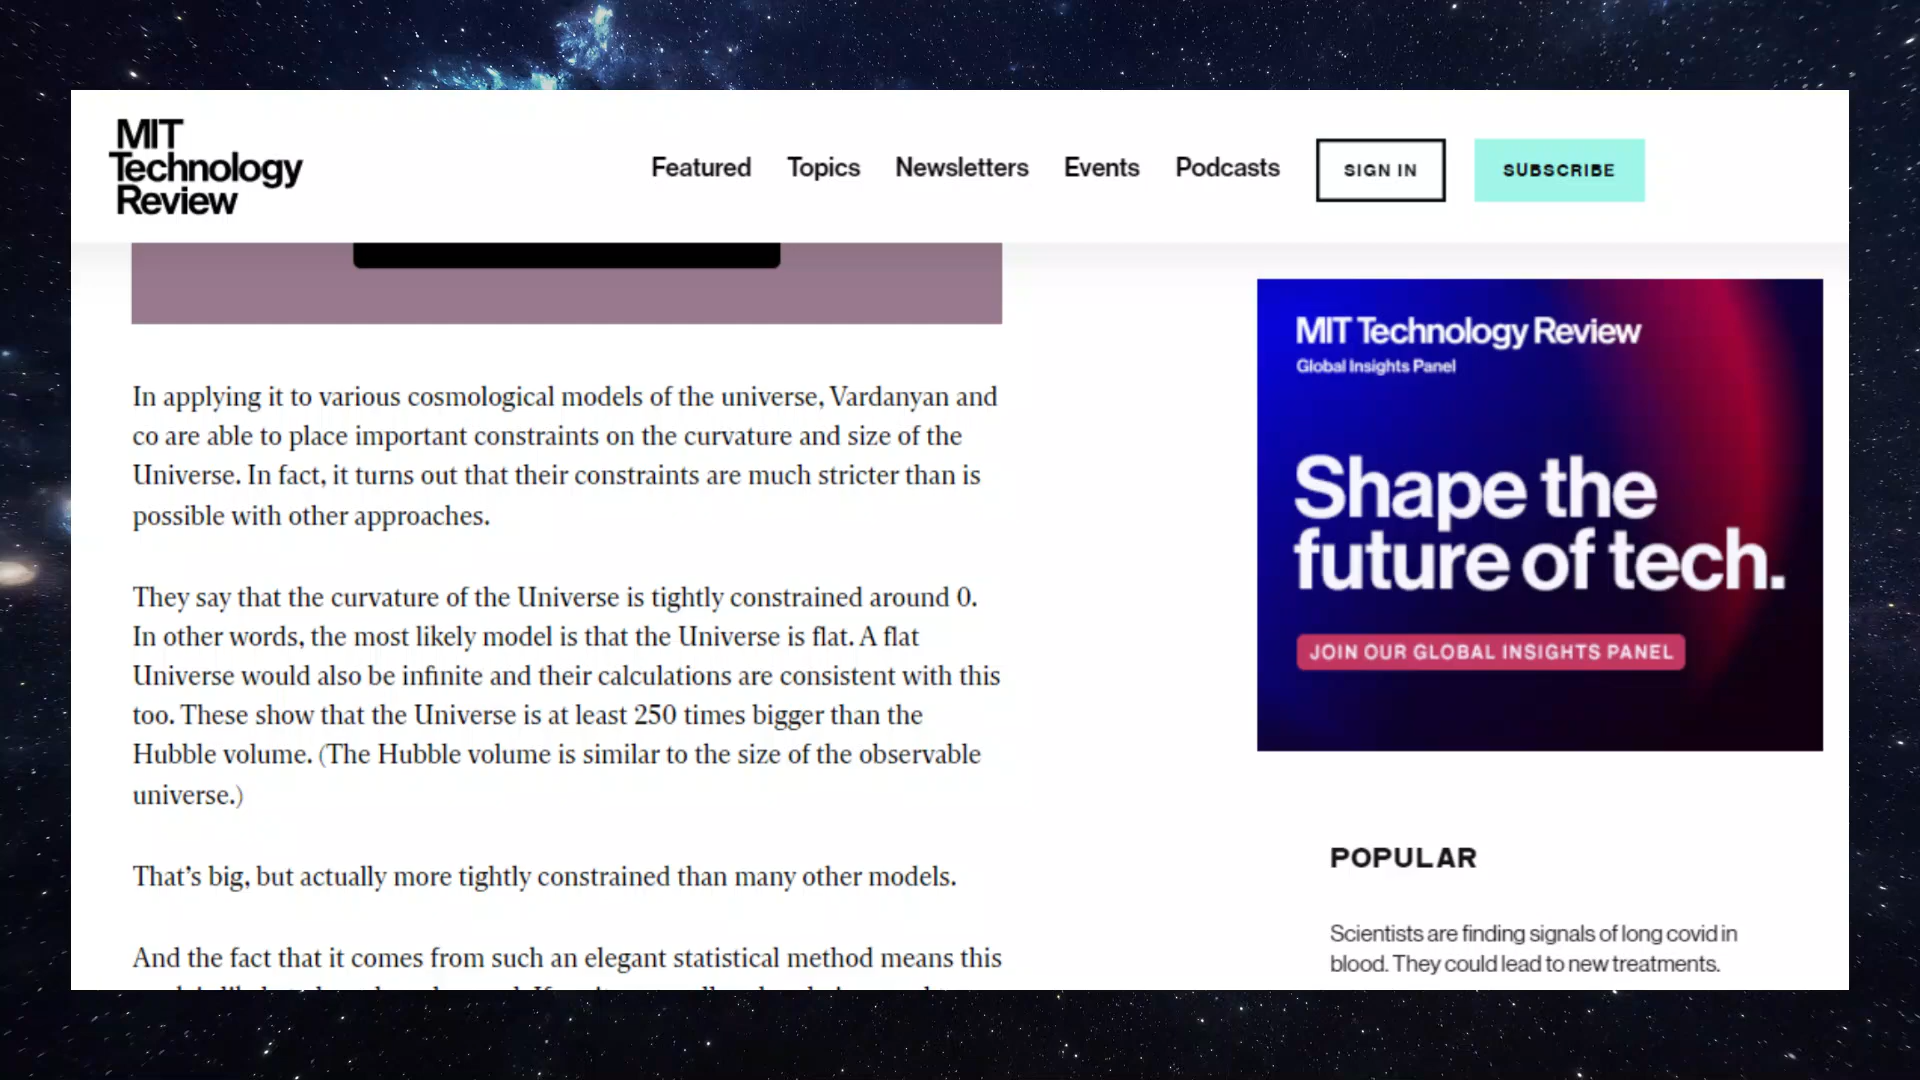 MIT
Technology
Review
Featured
Topics
Newsletters
Events
Podcasts
SIGN IN
SUBSCRIBE
In applying it to various cosmological models of the universe, Vardanyan and
co are able to place important constraints on the curvature and size of the
Universe. In fact, it turns out that their constraints are much stricter than is
possible with other approaches.
They say that the curvature of the Universe is tightly constrained around 0.
In other words, the most likely model is that the Universe is flat. A flat
Universe would also be infinite and their calculations are consistent with this
too. These show that the Universe is at least 250 times bigger than the
Hubble volume. (The Hubble volume is similar to the size of the observable
universe.)
That’s big, but actually more tightly constrained than many other models.
And the fact that it comes from such an elegant statistical method means this
MIT Technology Review
Global Insights Panel
Shape the
future of tech.
JOIN OUR GLOBAL INSIGHTS PANEL
POPULAR
Scientists are finding signals of long covid in
blood. They could lead to new treatments.